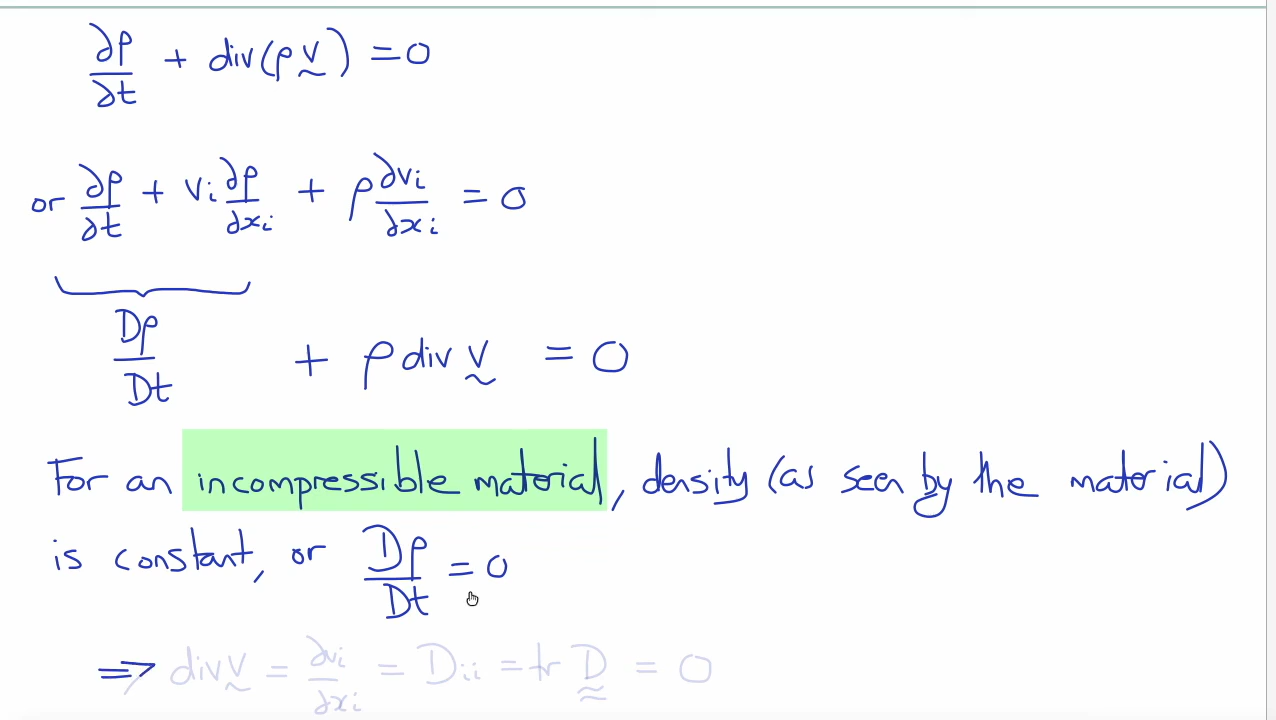 ∂ρ/∂t + div(ρv̰) = 0
or ∂ρ/∂t + vᵢ ∂ρ/∂xᵢ + ρ ∂vᵢ/∂xᵢ = 0
Dρ/Dt + ρ div v̰ = 0
For an incompressible material, density (as seen by the material)
is constant, or Dρ/Dt = 0
⇒ div v̰ = ∂vᵢ/∂xᵢ = Dᵢᵢ = tr D̰̰ = 0